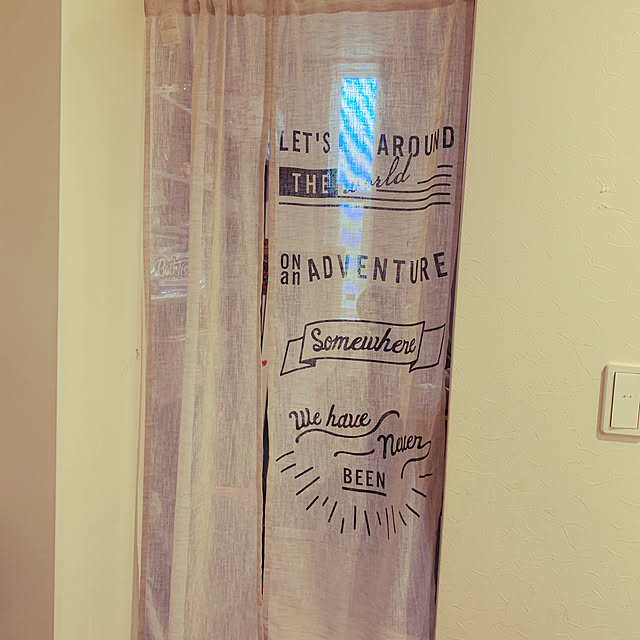 LET'S AROUND
THE world
ON
an ADVENTURE
Somewhere
We have
Never
BEEN